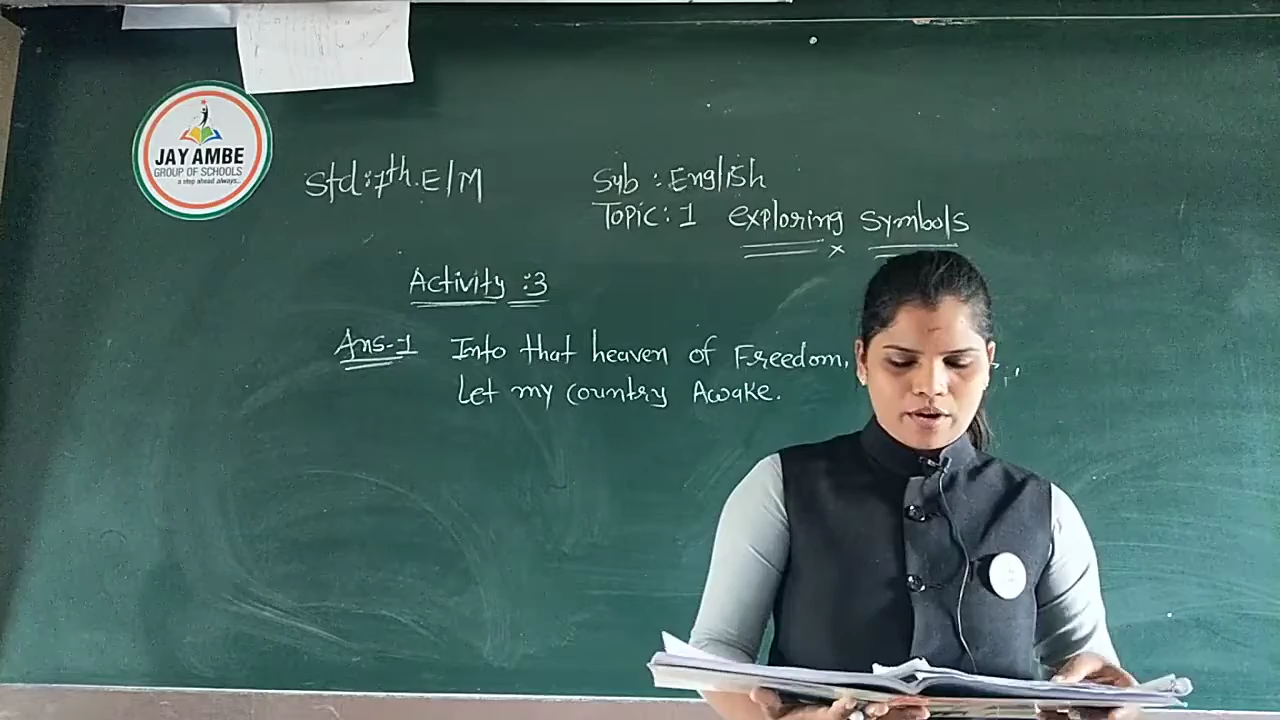 JAY AMBE
GROUP OF SCHOOLS
a step ahead always...
Std:7th.E/M
Sub : English
Topic: 1 exploring symbols
Activity :3
Ans-1 Into that heaven of Freedom,
Let my country Awake.